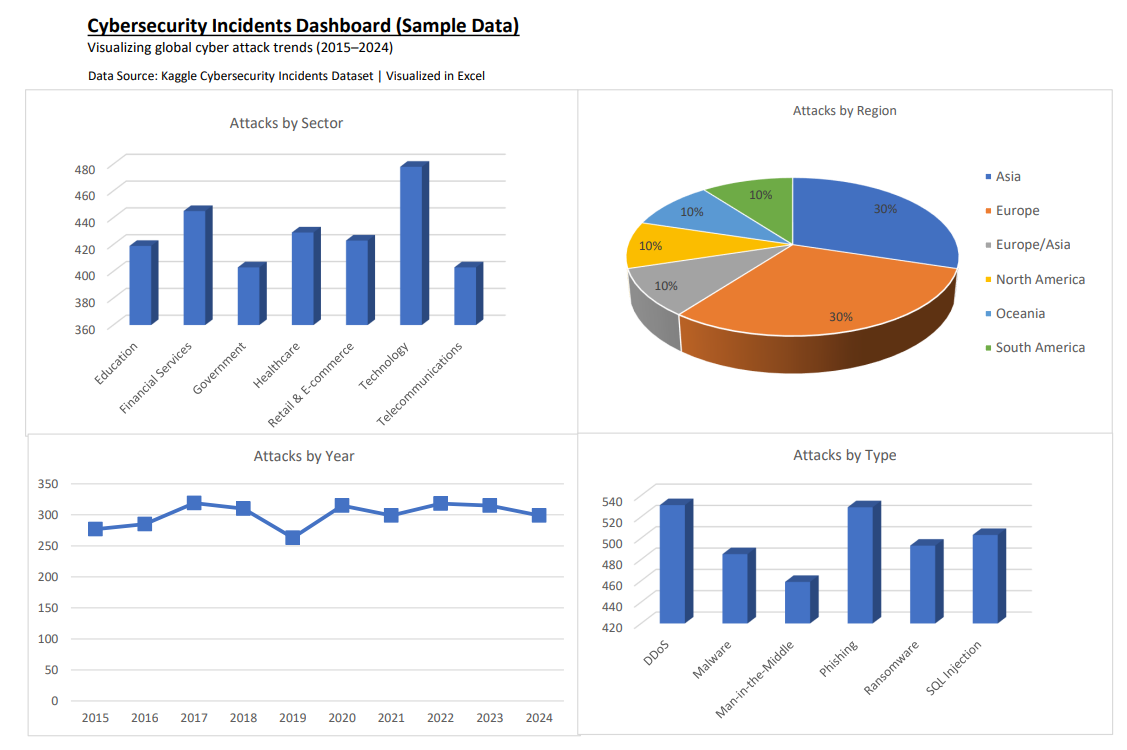 Cybersecurity Incidents Dashboard (Sample Data)
Visualizing global cyber attack trends (2015–2024)
Data Source: Kaggle Cybersecurity Incidents Dataset | Visualized in Excel
Attacks by Sector
480
460
440
420
400
380
360
Education
Financial Services
Government
Healthcare
Retail & E-commerce
Technology
Telecommunications
Attacks by Region
30%
30%
10%
10%
10%
10%
Asia
Europe
Europe/Asia
North America
Oceania
South America
Attacks by Year
350
300
250
200
150
100
50
0
2015 2016 2017 2018 2019 2020 2021 2022 2023 2024
Attacks by Type
540
520
500
480
460
440
420
DDoS
Malware
Man-in-the-Middle
Phishing
Ransomware
SQL Injection